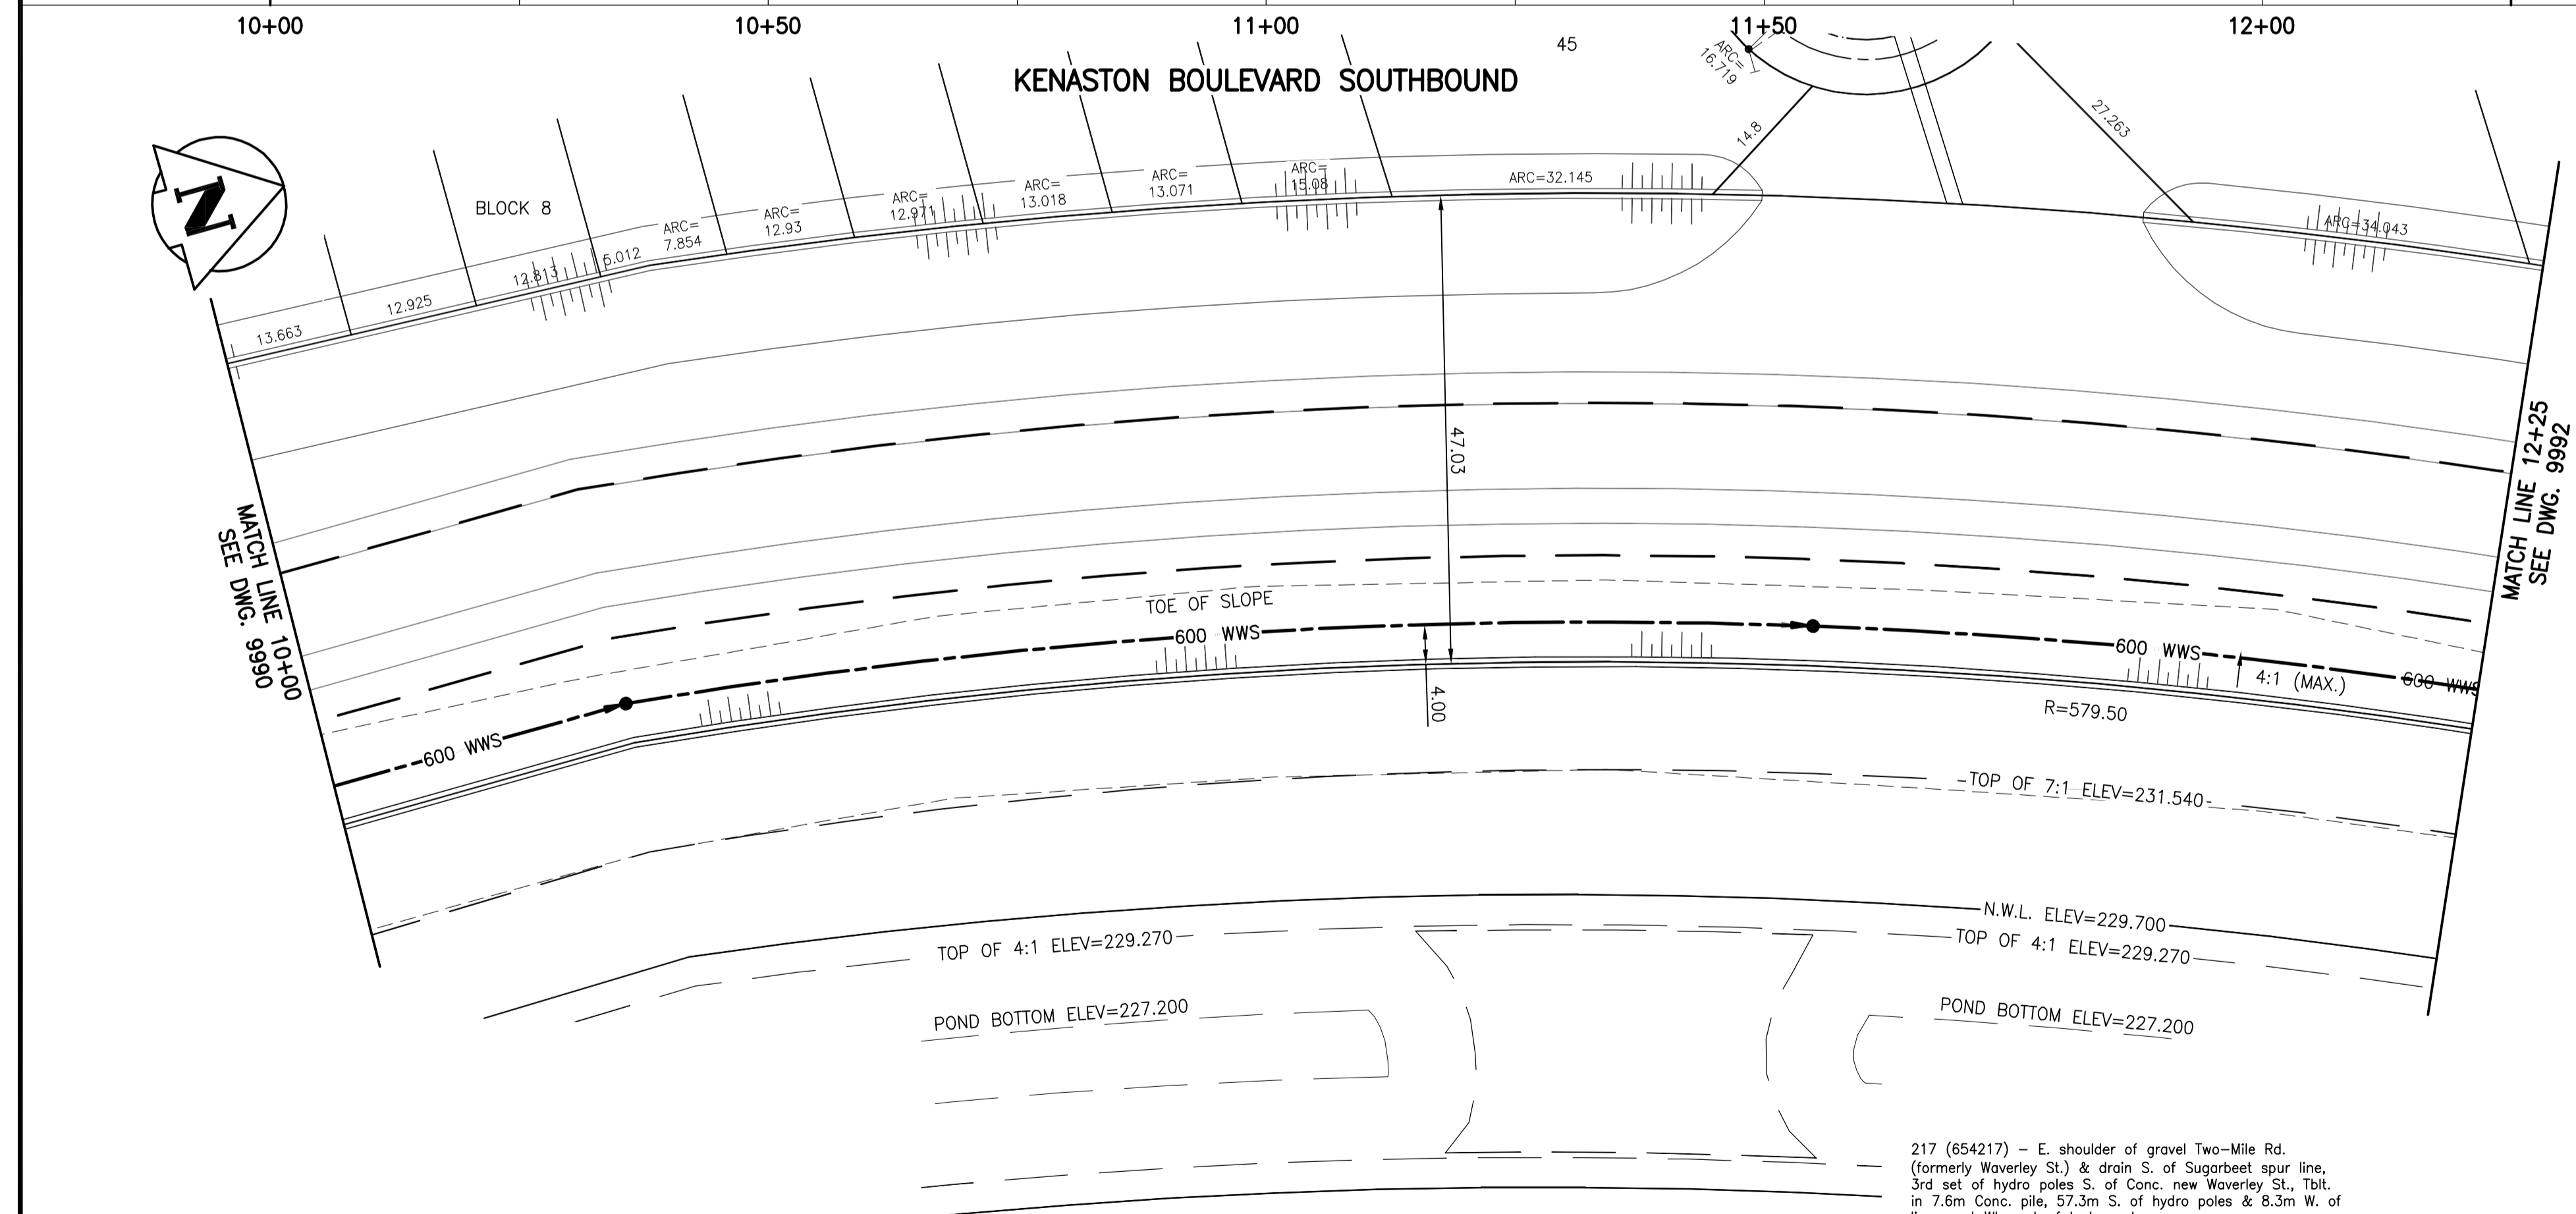 10+00
10+50
11+00
11+50
12+00
45
KENASTON BOULEVARD SOUTHBOUND
ARC=
16.719
14.8
27.263
N
BLOCK 8
13.663
12.925
12.813
5.012
ARC=
7.854
ARC=
12.93
ARC=
12.971
ARC=
13.018
ARC=
13.071
ARC=
15.08
ARC=32.145
ARC=34.043
47.03
MATCH LINE 10+00
SEE DWG. 9990
MATCH LINE 12+25
SEE DWG. 9992
TOE OF SLOPE
600 WWS
600 WWS
600 WWS
600 WWS
4:1 (MAX.)
4.00
R=579.50
TOP OF 7:1 ELEV=231.540
N.W.L. ELEV=229.700
TOP OF 4:1 ELEV=229.270
TOP OF 4:1 ELEV=229.270
POND BOTTOM ELEV=227.200
POND BOTTOM ELEV=227.200
217 (654217) – E. shoulder of gravel Two–Mile Rd.
(formerly Waverley St.) & drain S. of Sugarbeet spur line,
3rd set of hydro poles S. of Conc. new Waverley St., Tblt.
in 7.6m Conc. pile, 57.3m S. of hydro poles & 8.3m W. of